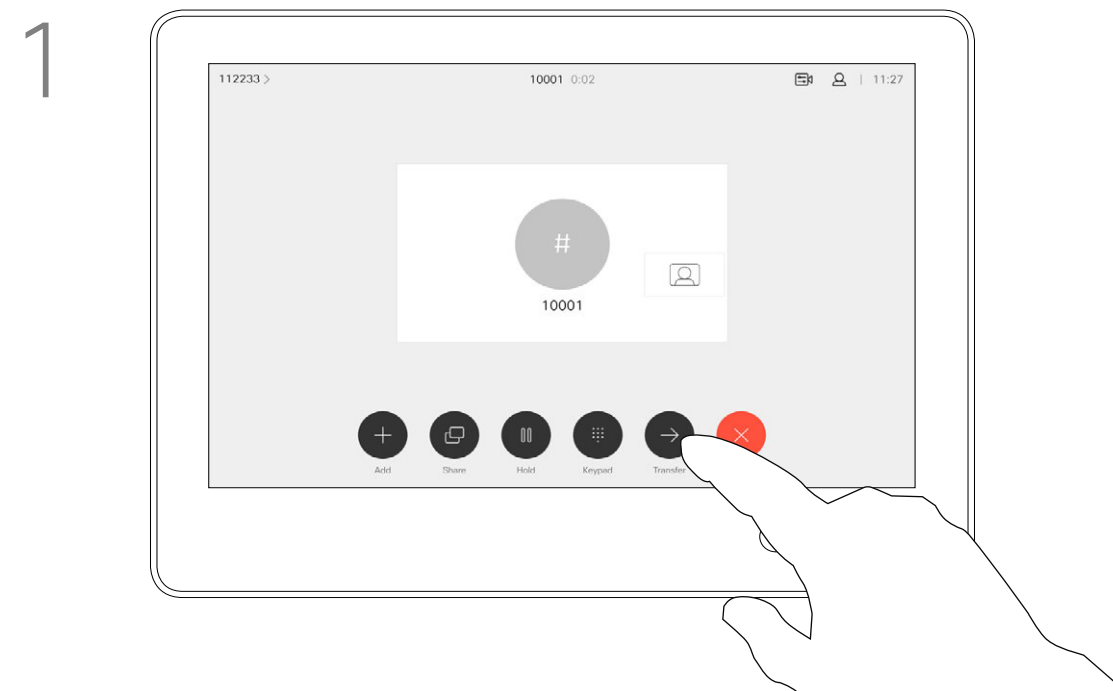 1
112233 >
10001 0:02
11:27
#
10001
Add
Share
Hold
Keypad
Transfer